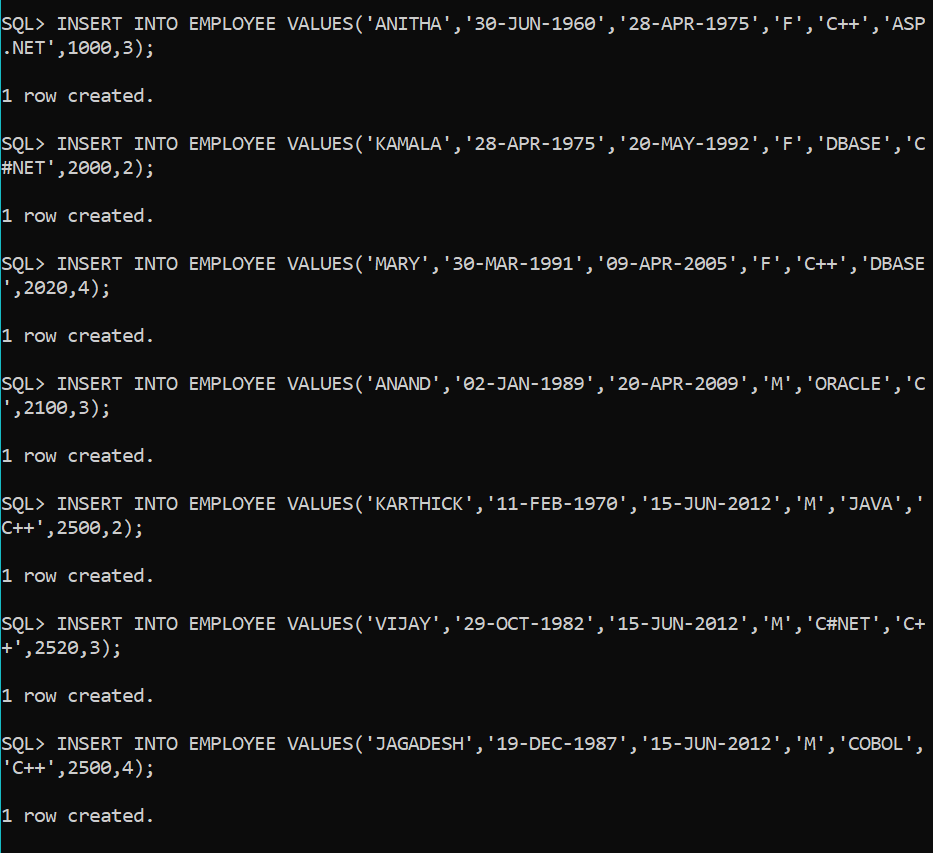 SQL> INSERT INTO EMPLOYEE VALUES('ANITHA','30-JUN-1960','28-APR-1975','F','C++','ASP
.NET',1000,3);
1 row created.
SQL> INSERT INTO EMPLOYEE VALUES('KAMALA','28-APR-1975','20-MAY-1992','F','DBASE','C
#NET',2000,2);
1 row created.
SQL> INSERT INTO EMPLOYEE VALUES('MARY','30-MAR-1991','09-APR-2005','F','C++','DBASE
',2020,4);
1 row created.
SQL> INSERT INTO EMPLOYEE VALUES('ANAND','02-JAN-1989','20-APR-2009','M','ORACLE','C
',2100,3);
1 row created.
SQL> INSERT INTO EMPLOYEE VALUES('KARTHICK','11-FEB-1970','15-JUN-2012','M','JAVA','
C++',2500,2);
1 row created.
SQL> INSERT INTO EMPLOYEE VALUES('VIJAY','29-OCT-1982','15-JUN-2012','M','C#NET','C+
+',2520,3);
1 row created.
SQL> INSERT INTO EMPLOYEE VALUES('JAGADESH','19-DEC-1987','15-JUN-2012','M','COBOL',
'C++',2500,4);
1 row created.